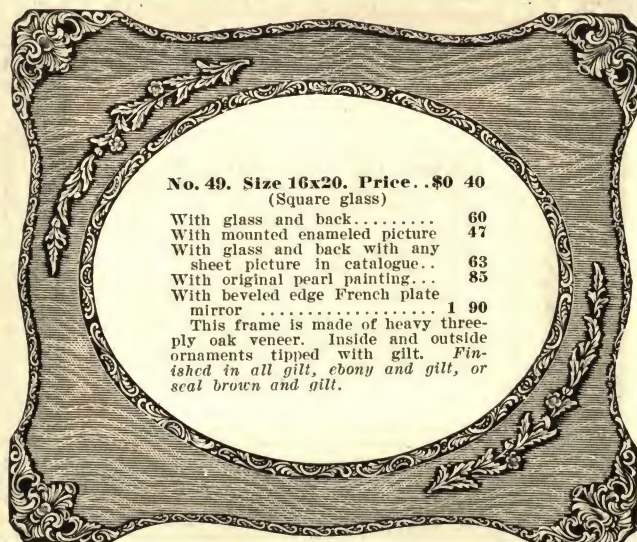 No. 49. Size 16x20. Price..$0 40
(Square glass)
With glass and back......... 60
With mounted enameled picture 47
With glass and back with any
sheet picture in catalogue.. 63
With original pearl painting... 85
With beveled edge French plate
mirror ................... 1 90
This frame is made of heavy three-
ply oak veneer. Inside and outside
ornaments tipped with gilt. Fin-
ished in all gilt, ebony and gilt, or
seal brown and gilt.